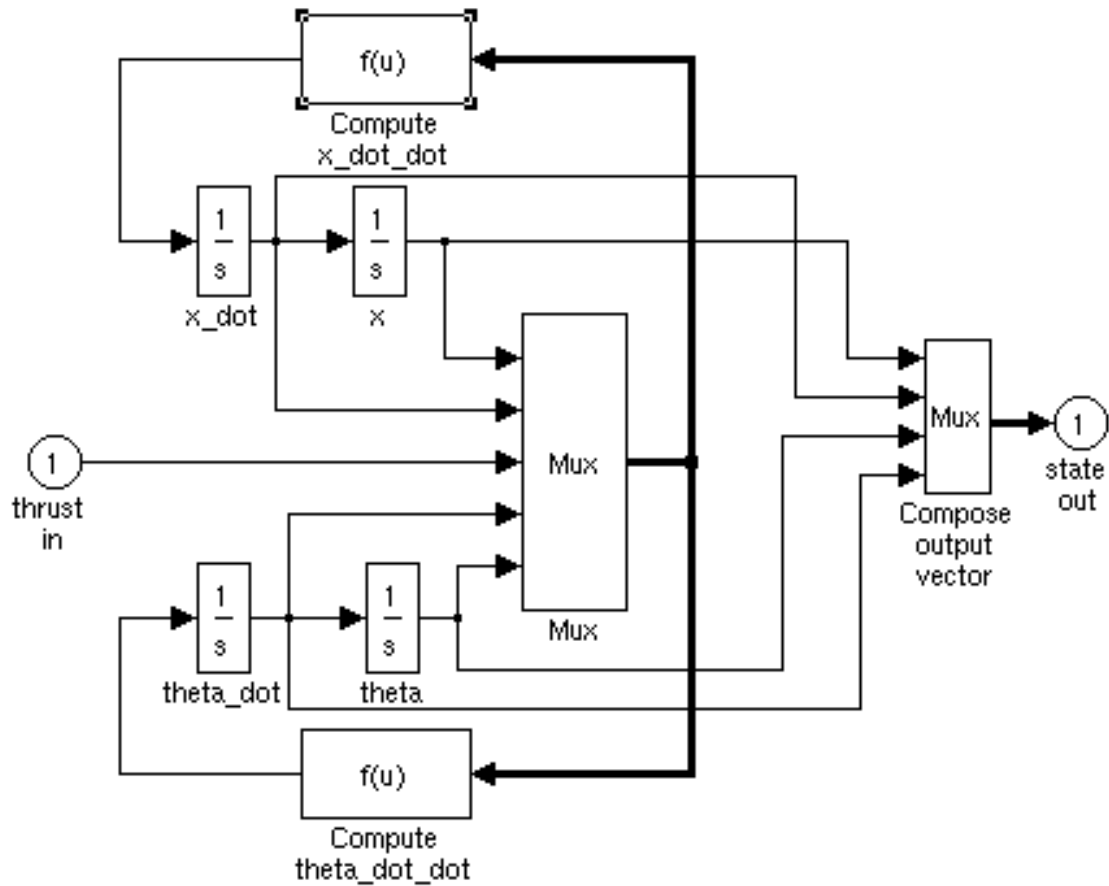 f(u)
Compute
x_dot_dot
1
s
x_dot
1
s
x
Mux
Mux
1
thrust
in
Mux
Compose
output
vector
1
state
out
1
s
theta_dot
1
s
theta
f(u)
Compute
theta_dot_dot